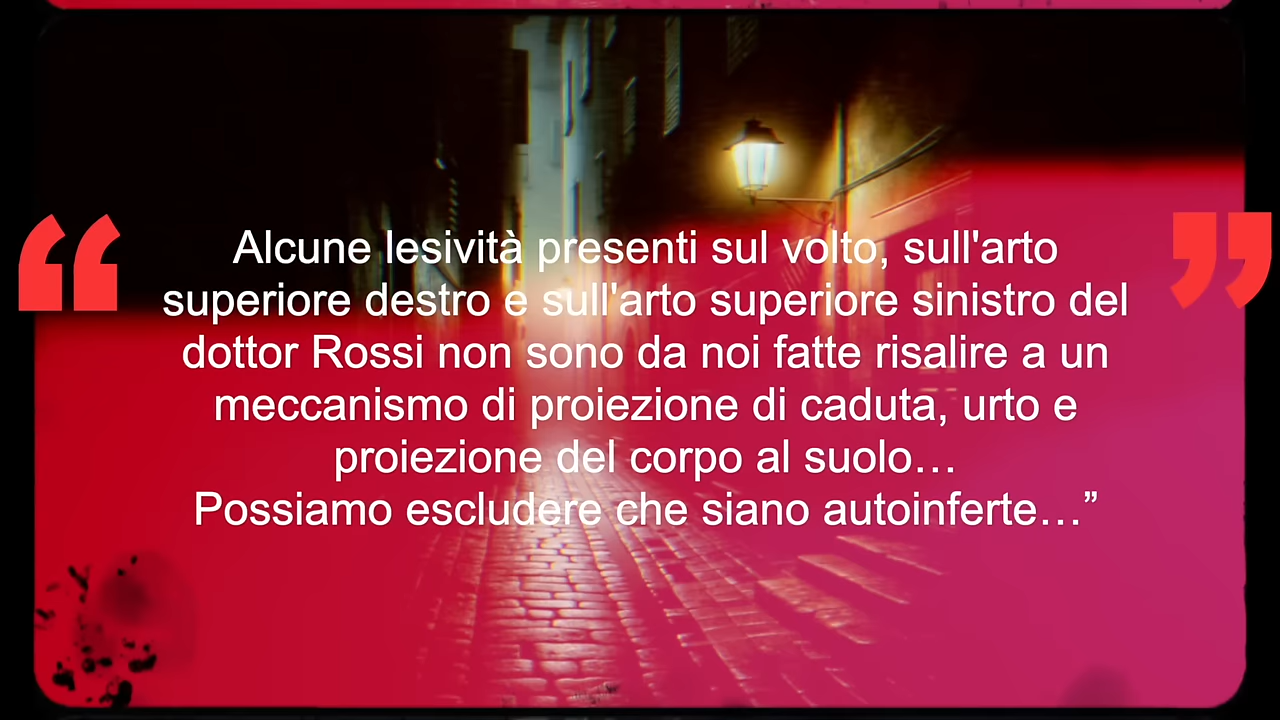 “
Alcune lesività presenti sul volto, sull'arto
superiore destro e sull'arto superiore sinistro del
dottor Rossi non sono da noi fatte risalire a un
meccanismo di proiezione di caduta, urto e
proiezione del corpo al suolo…
Possiamo escludere che siano autoinferte…”
”